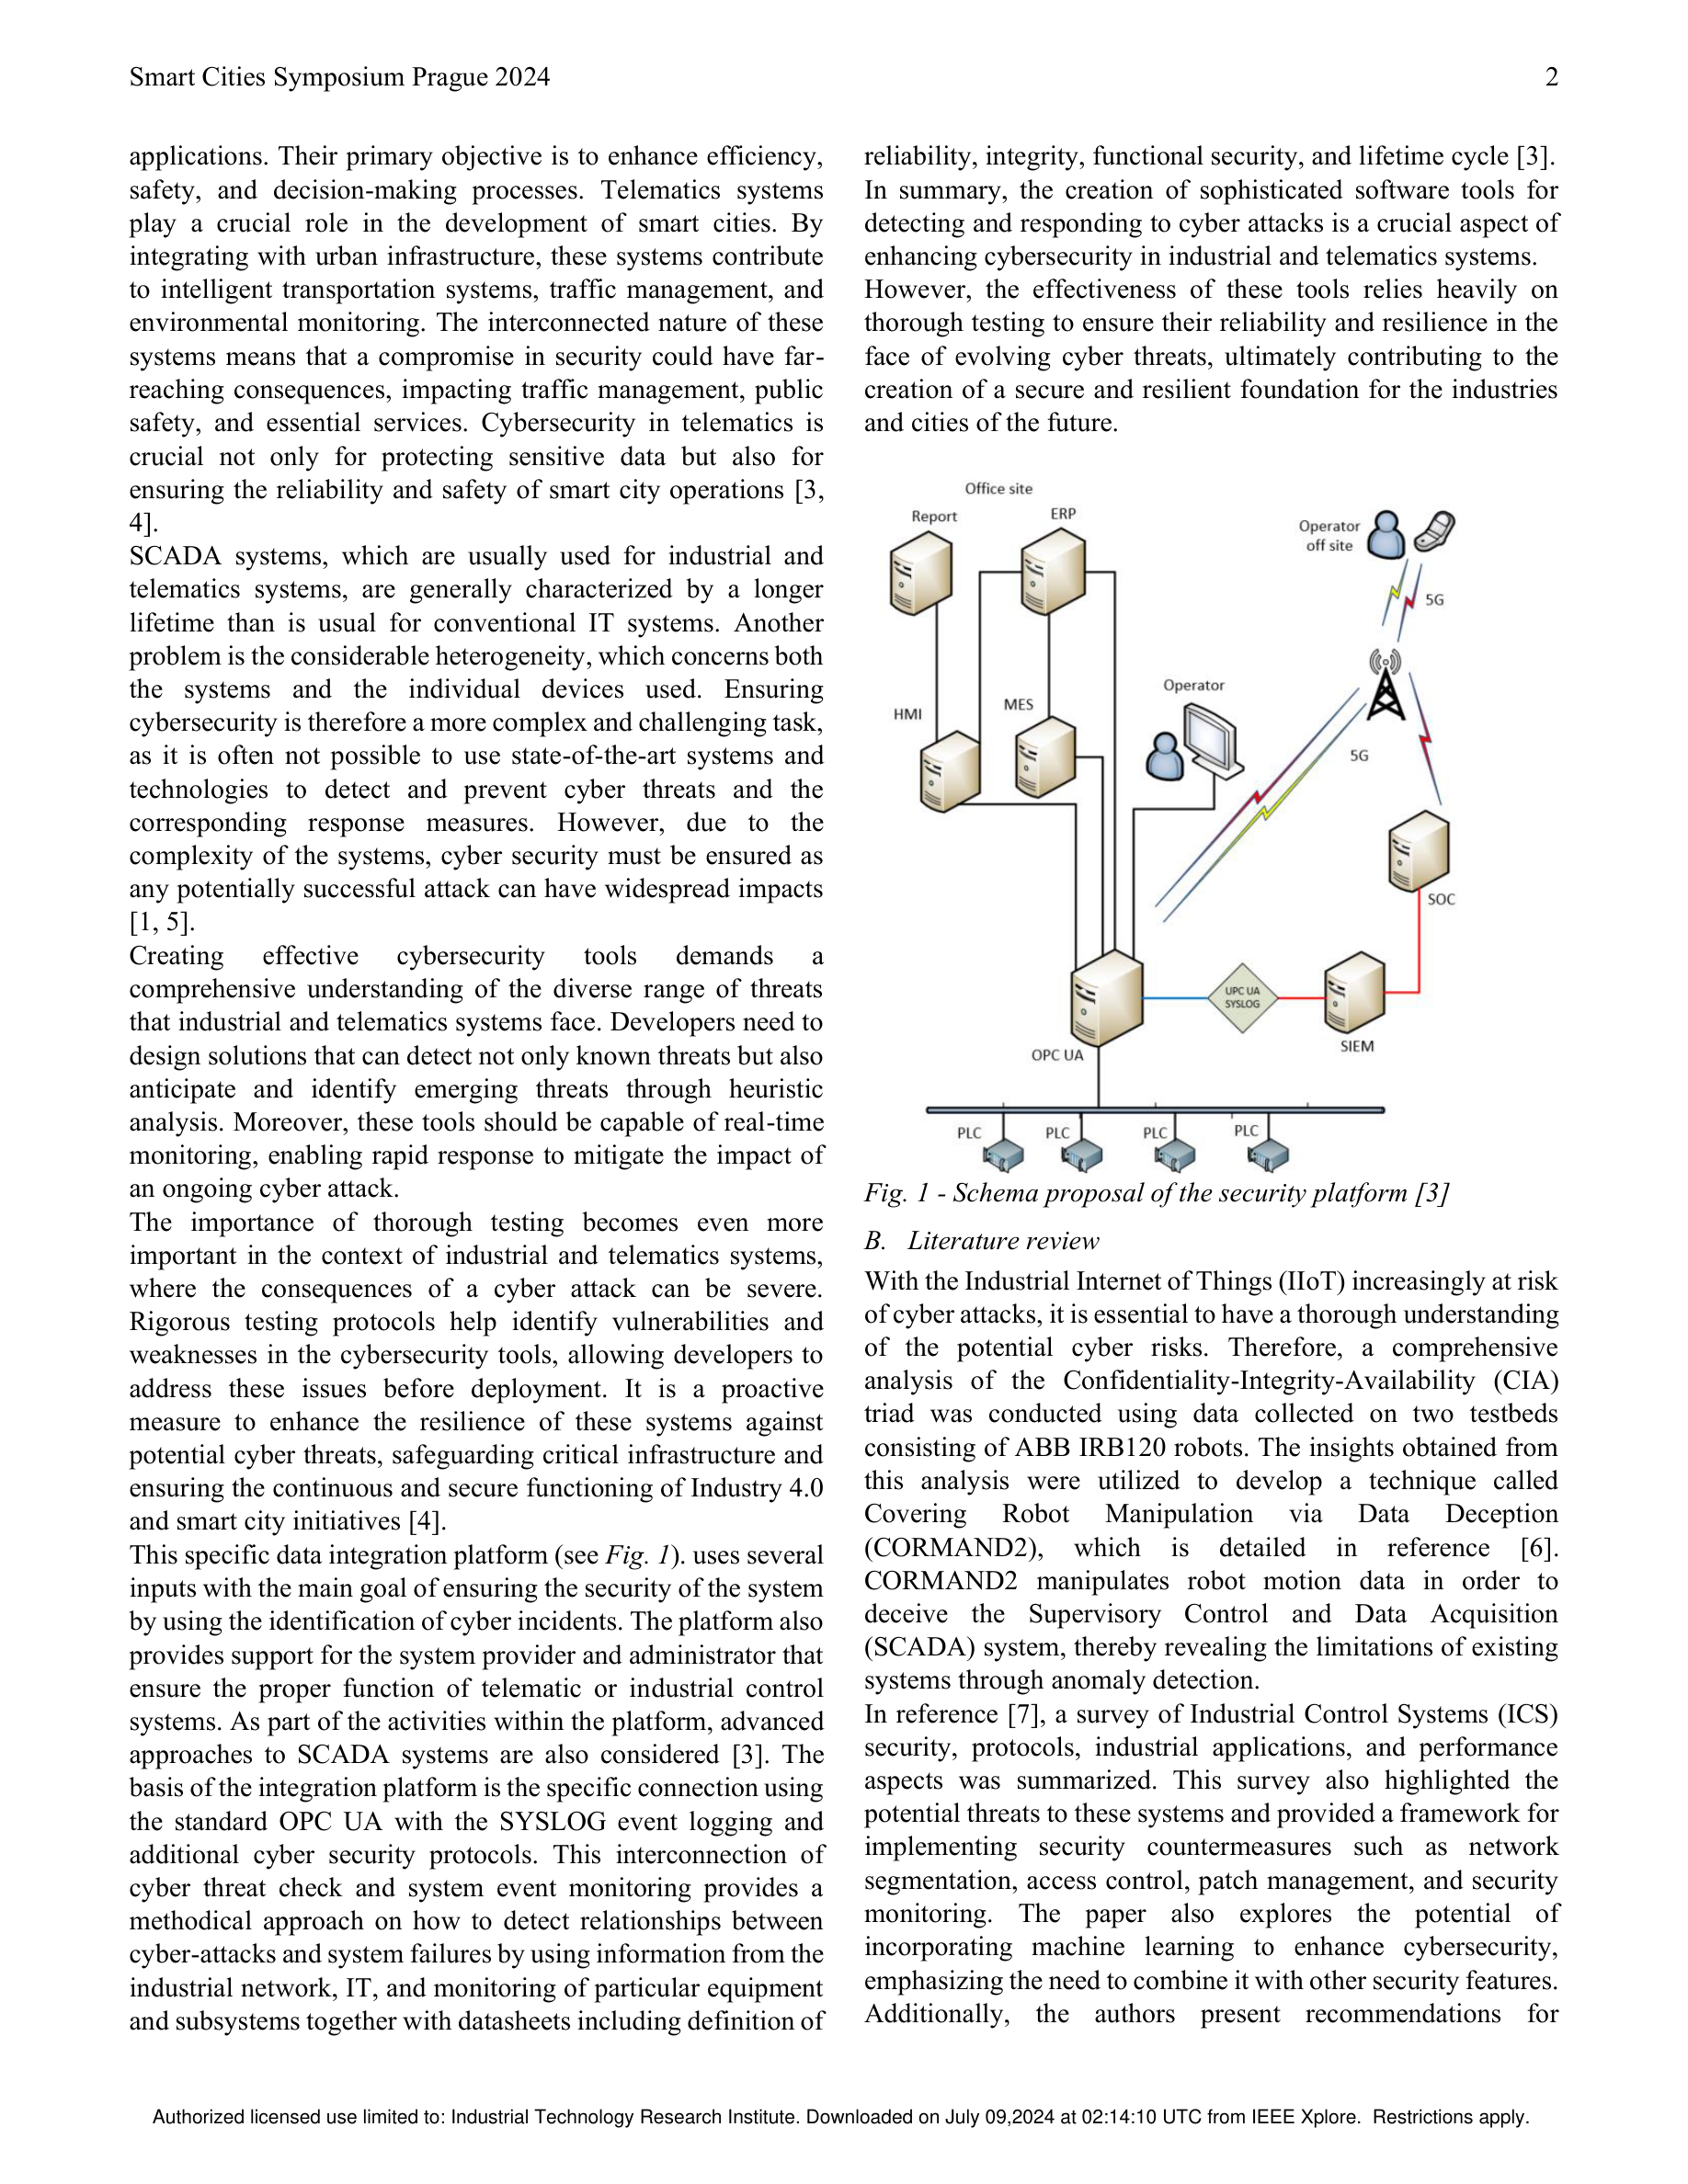 Smart Cities Symposium Prague 2024
2
applications. Their primary objective is to enhance efficiency,
safety, and decision-making processes. Telematics systems
play a crucial role in the development of smart cities. By
integrating with urban infrastructure, these systems contribute
to intelligent transportation systems, traffic management, and
environmental monitoring. The interconnected nature of these
systems means that a compromise in security could have far-
reaching consequences, impacting traffic management, public
safety, and essential services. Cybersecurity in telematics is
crucial not only for protecting sensitive data but also for
ensuring the reliability and safety of smart city operations [3,
4].
SCADA systems, which are usually used for industrial and
telematics systems, are generally characterized by a longer
lifetime than is usual for conventional IT systems. Another
problem is the considerable heterogeneity, which concerns both
the systems and the individual devices used. Ensuring
cybersecurity is therefore a more complex and challenging task,
as it is often not possible to use state-of-the-art systems and
technologies to detect and prevent cyber threats and the
corresponding response measures. However, due to the
complexity of the systems, cyber security must be ensured as
any potentially successful attack can have widespread impacts
[1, 5].
Creating effective cybersecurity tools demands a
comprehensive understanding of the diverse range of threats
that industrial and telematics systems face. Developers need to
design solutions that can detect not only known threats but also
anticipate and identify emerging threats through heuristic
analysis. Moreover, these tools should be capable of real-time
monitoring, enabling rapid response to mitigate the impact of
an ongoing cyber attack.
The importance of thorough testing becomes even more
important in the context of industrial and telematics systems,
where the consequences of a cyber attack can be severe.
Rigorous testing protocols help identify vulnerabilities and
weaknesses in the cybersecurity tools, allowing developers to
address these issues before deployment. It is a proactive
measure to enhance the resilience of these systems against
potential cyber threats, safeguarding critical infrastructure and
ensuring the continuous and secure functioning of Industry 4.0
and smart city initiatives [4].
This specific data integration platform (see Fig. 1). uses several
inputs with the main goal of ensuring the security of the system
by using the identification of cyber incidents. The platform also
provides support for the system provider and administrator that
ensure the proper function of telematic or industrial control
systems. As part of the activities within the platform, advanced
approaches to SCADA systems are also considered [3]. The
basis of the integration platform is the specific connection using
the standard OPC UA with the SYSLOG event logging and
additional cyber security protocols. This interconnection of
cyber threat check and system event monitoring provides a
methodical approach on how to detect relationships between
cyber-attacks and system failures by using information from the
industrial network, IT, and monitoring of particular equipment
and subsystems together with datasheets including definition of
reliability, integrity, functional security, and lifetime cycle [3].
In summary, the creation of sophisticated software tools for
detecting and responding to cyber attacks is a crucial aspect of
enhancing cybersecurity in industrial and telematics systems.
However, the effectiveness of these tools relies heavily on
thorough testing to ensure their reliability and resilience in the
face of evolving cyber threats, ultimately contributing to the
creation of a secure and resilient foundation for the industries
and cities of the future.
Office site
Report
ERP
Operator
off site
5G
Operator
HMI
MES
5G
SOC
UPC UA
SYSLOG
SIEM
OPC UA
PLC
PLC
PLC
PLC
Fig. 1 - Schema proposal of the security platform [3]
B. Literature review
With the Industrial Internet of Things (IIoT) increasingly at risk
of cyber attacks, it is essential to have a thorough understanding
of the potential cyber risks. Therefore, a comprehensive
analysis of the Confidentiality-Integrity-Availability (CIA)
triad was conducted using data collected on two testbeds
consisting of ABB IRB120 robots. The insights obtained from
this analysis were utilized to develop a technique called
Covering Robot Manipulation via Data Deception
(CORMAND2), which is detailed in reference [6].
CORMAND2 manipulates robot motion data in order to
deceive the Supervisory Control and Data Acquisition
(SCADA) system, thereby revealing the limitations of existing
systems through anomaly detection.
In reference [7], a survey of Industrial Control Systems (ICS)
security, protocols, industrial applications, and performance
aspects was summarized. This survey also highlighted the
potential threats to these systems and provided a framework for
implementing security countermeasures such as network
segmentation, access control, patch management, and security
monitoring. The paper also explores the potential of
incorporating machine learning to enhance cybersecurity,
emphasizing the need to combine it with other security features.
Additionally, the authors present recommendations for
Authorized licensed use limited to: Industrial Technology Research Institute. Downloaded on July 09,2024 at 02:14:10 UTC from IEEE Xplore. Restrictions apply.